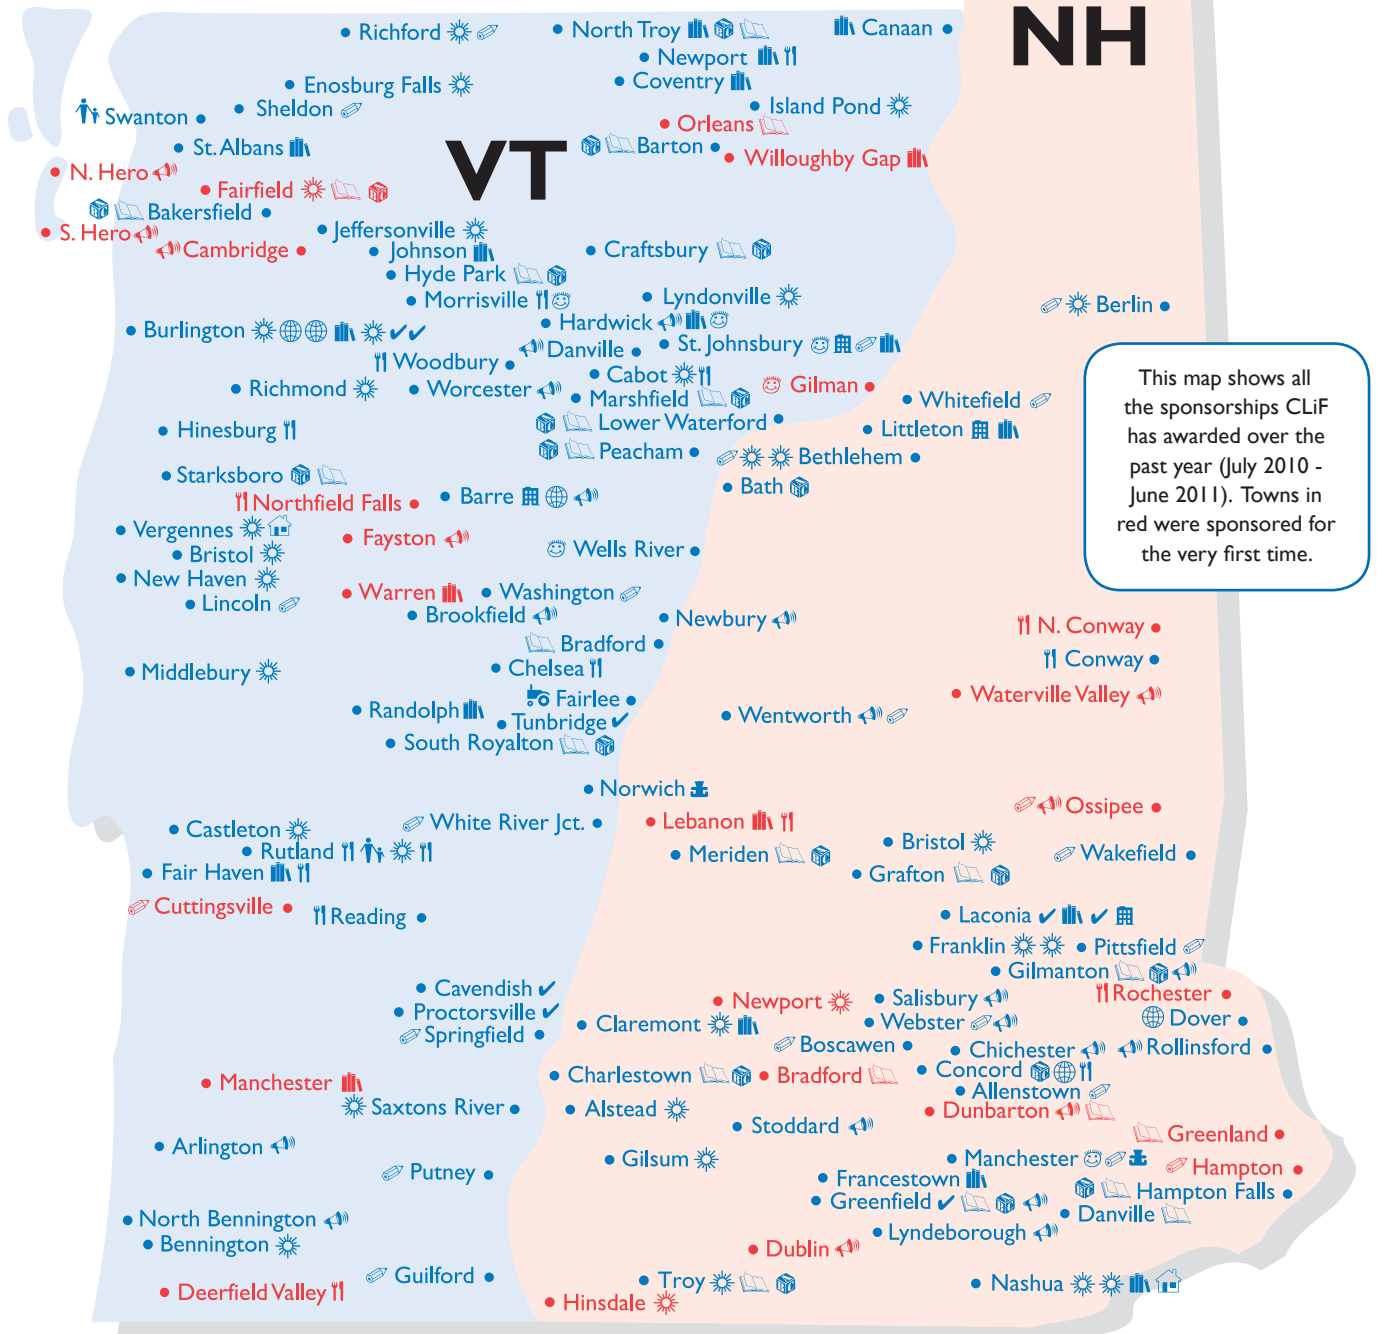 NH
VT
Richford
North Troy
Canaan
Newport
Enosburg Falls
Coventry
Sheldon
Island Pond
Swanton
Orleans
St. Albans
Barton
Willoughby Gap
N. Hero
Fairfield
Bakersfield
S. Hero
Jeffersonville
Cambridge
Johnson
Craftsbury
Hyde Park
Morrisville
Lyndonville
Berlin
Burlington
Hardwick
Danville
St. Johnsbury
Woodbury
Cabot
Richmond
Worcester
Gilman
Marshfield
Whitefield
Lower Waterford
Hinesburg
Littleton
Peacham
Bethlehem
Starksboro
Bath
Northfield Falls
Barre
This map shows all
the sponsorships CLiF
has awarded over the
past year (July 2010 -
June 2011). Towns in
red were sponsored for
the very first time.
Vergennes
Fayston
Bristol
Wells River
New Haven
Lincoln
Warren
Washington
Brookfield
Newbury
N. Conway
Bradford
Conway
Middlebury
Chelsea
Fairlee
Waterville Valley
Randolph
Tunbridge
Wentworth
South Royalton
Norwich
Ossipee
Castleton
White River Jct.
Lebanon
Rutland
Meriden
Bristol
Wakefield
Fair Haven
Grafton
Cuttingsville
Reading
Laconia
Franklin
Pittsfield
Gilmanton
Cavendish
Newport
Salisbury
Rochester
Proctorsville
Claremont
Webster
Dover
Springfield
Boscawen
Chichester
Rollinsford
Manchester
Charlestown
Bradford
Concord
Allenstown
Saxtons River
Alstead
Dunbarton
Stoddard
Greenland
Arlington
Gilsum
Manchester
Hampton
Putney
Francestown
Hampton Falls
Greenfield
Danville
North Bennington
Lyndeborough
Bennington
Dublin
Guilford
Troy
Nashua
Deerfield Valley
Hinsdale